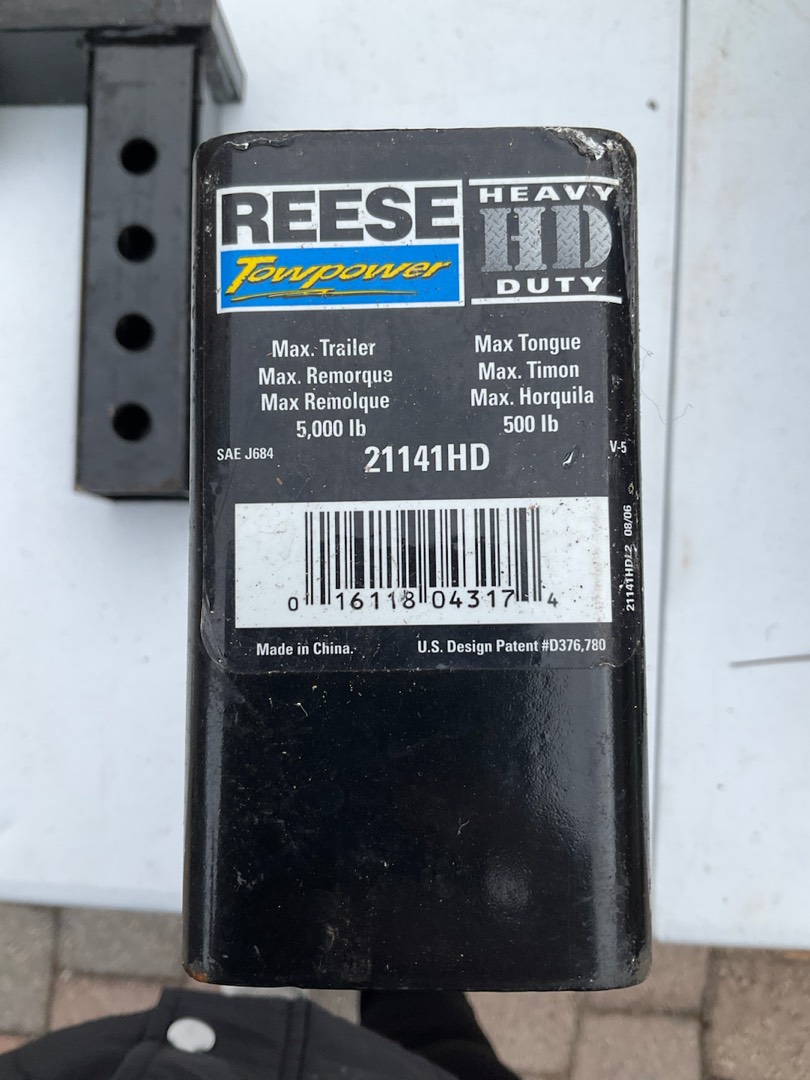 REESE
Towpower
HEAVY
HD
DUTY
Max. Trailer
Max. Remorque
Max Remolque
5,000 lb
Max. Tongue
Max. Timon
Max. Horquila
500 lb
SAE J684
21141HD
V-5
21141HDL2 08/06
0 16118 04317 4
Made in China.
U.S. Design Patent #D376,780